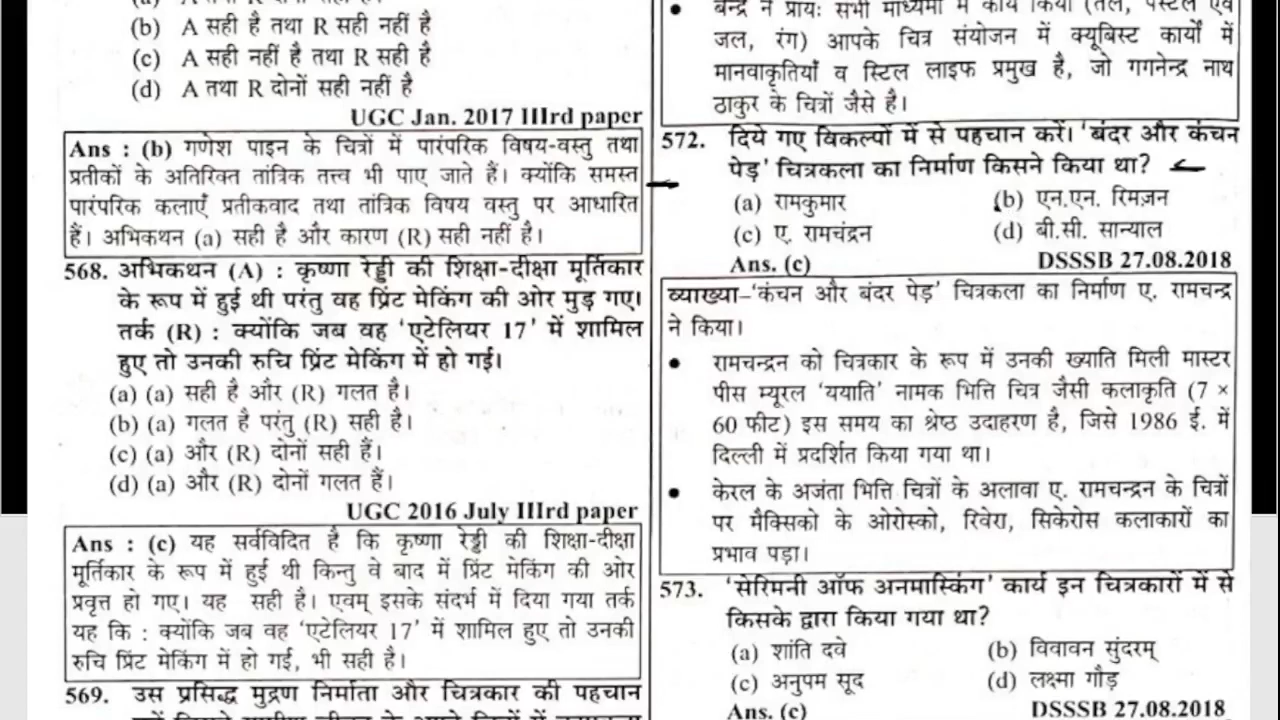 (b) A सही है तथा R सही नहीं है
(c) A सही नहीं है तथा R सही है
(d) A तथा R दोनों सही नहीं है
UGC Jan. 2017 IIIrd paper
Ans : (b) गणेश पाइन के चित्रों में पारंपरिक विषय-वस्तु तथा
प्रतीकों के अतिरिक्त तांत्रिक तत्त्व भी पाए जाते हैं। क्योंकि समस्त
पारंपरिक कलाएँ प्रतीकवाद तथा तांत्रिक विषय वस्तु पर आधारित
हैं। अभिकथन (a) सही है और कारण (R) सही नहीं है।
568. अभिकथन (A) : कृष्णा रेड्डी की शिक्षा-दीक्षा मूर्तिकार
के रूप में हुई थी परंतु वह प्रिंट मेकिंग की ओर मुड़ गए।
तर्क (R) : क्योंकि जब वह 'एटेलियर 17' में शामिल
हुए तो उनकी रुचि प्रिंट मेकिंग में हो गई।
(a) (a) सही है और (R) गलत है।
(b) (a) गलत है परंतु (R) सही है।
(c) (a) और (R) दोनों सही हैं।
(d) (a) और (R) दोनों गलत हैं।
UGC 2016 July IIIrd paper
Ans : (c) यह सर्वविदित है कि कृष्णा रेड्डी की शिक्षा-दीक्षा
मूर्तिकार के रूप में हुई थी किन्तु वे बाद में प्रिंट मेकिंग की ओर
प्रवृत्त हो गए। यह सही है। एवम् इसके संदर्भ में दिया गया तर्क
यह कि : क्योंकि जब वह 'एटेलियर 17' में शामिल हुए तो उनकी
रुचि प्रिंट मेकिंग में हो गई, भी सही है।
569. उस प्रसिद्ध मुद्रण निर्माता और चित्रकार की पहचान
• बेन्द्रे ने प्रायः सभी माध्यमों में कार्य किया (तेल, पेस्टल एवं
जल, रंग) आपके चित्र संयोजन में क्यूबिस्ट कार्यों में
मानवाकृतियाँ व स्टिल लाइफ प्रमुख है, जो गगनेन्द्र नाथ
ठाकुर के चित्रों जैसे है।
572. दिये गए विकल्पों में से पहचान करें। 'बंदर और कंचन
पेड़' चित्रकला का निर्माण किसने किया था?
(a) रामकुमार (b) एन.एन. रिमज़न
(c) ए. रामचंद्रन (d) बी.सी. सान्याल
Ans. (c) DSSSB 27.08.2018
व्याख्या–'कंचन और बंदर पेड़' चित्रकला का निर्माण ए. रामचन्द्र
ने किया।
• रामचन्द्रन को चित्रकार के रूप में उनकी ख्याति मिली मास्टर
पीस म्यूरल 'ययाति' नामक भित्ति चित्र जैसी कलाकृति (7 ×
60 फीट) इस समय का श्रेष्ठ उदाहरण है, जिसे 1986 ई. में
दिल्ली में प्रदर्शित किया गया था।
• केरल के अजंता भित्ति चित्रों के अलावा ए. रामचन्द्रन के चित्रों
पर मैक्सिको के ओरोस्को, रिवेरा, सिकेरोस कलाकारों का
प्रभाव पड़ा।
573. 'सेरिमनी ऑफ अनमास्किंग' कार्य इन चित्रकारों में से
किसके द्वारा किया गया था?
(a) शांति दवे (b) विवावन सुंदरम्
(c) अनुपम सूद (d) लक्ष्मा गौड़
Ans. (c) DSSSB 27.08.2018